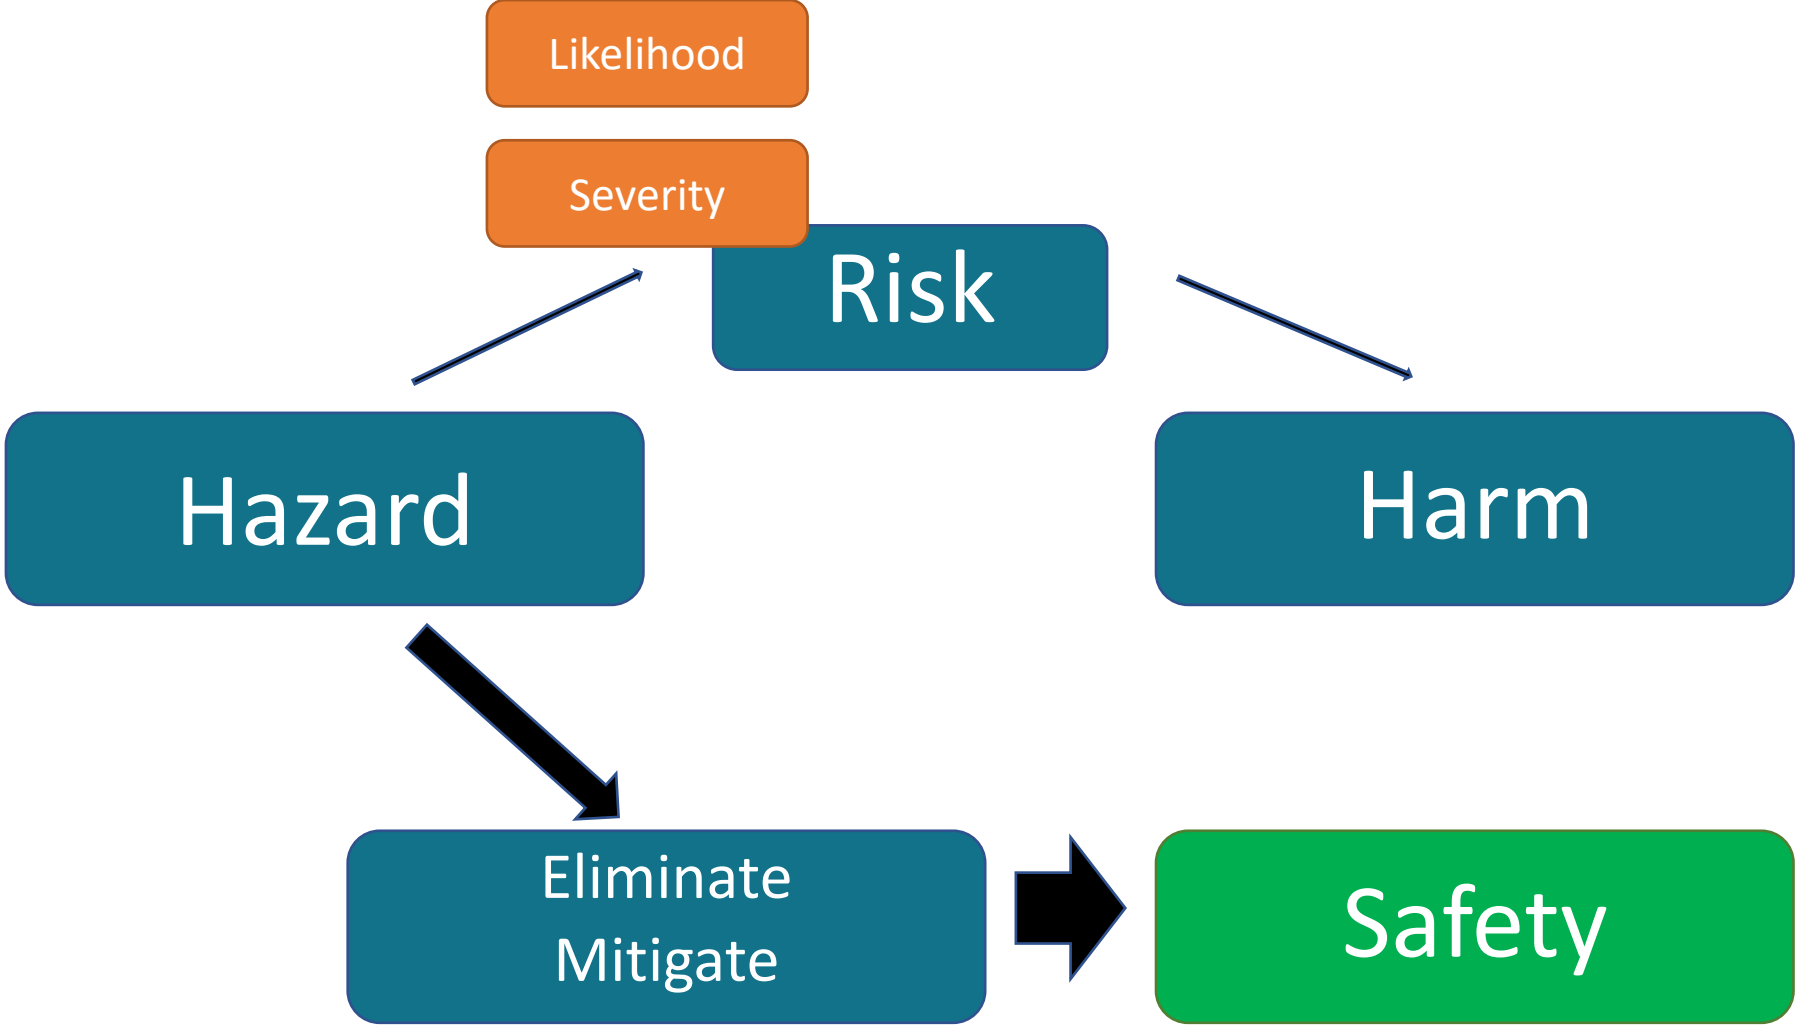 Likelihood
Severity
Risk
Hazard
Harm
Eliminate
Mitigate
Safety